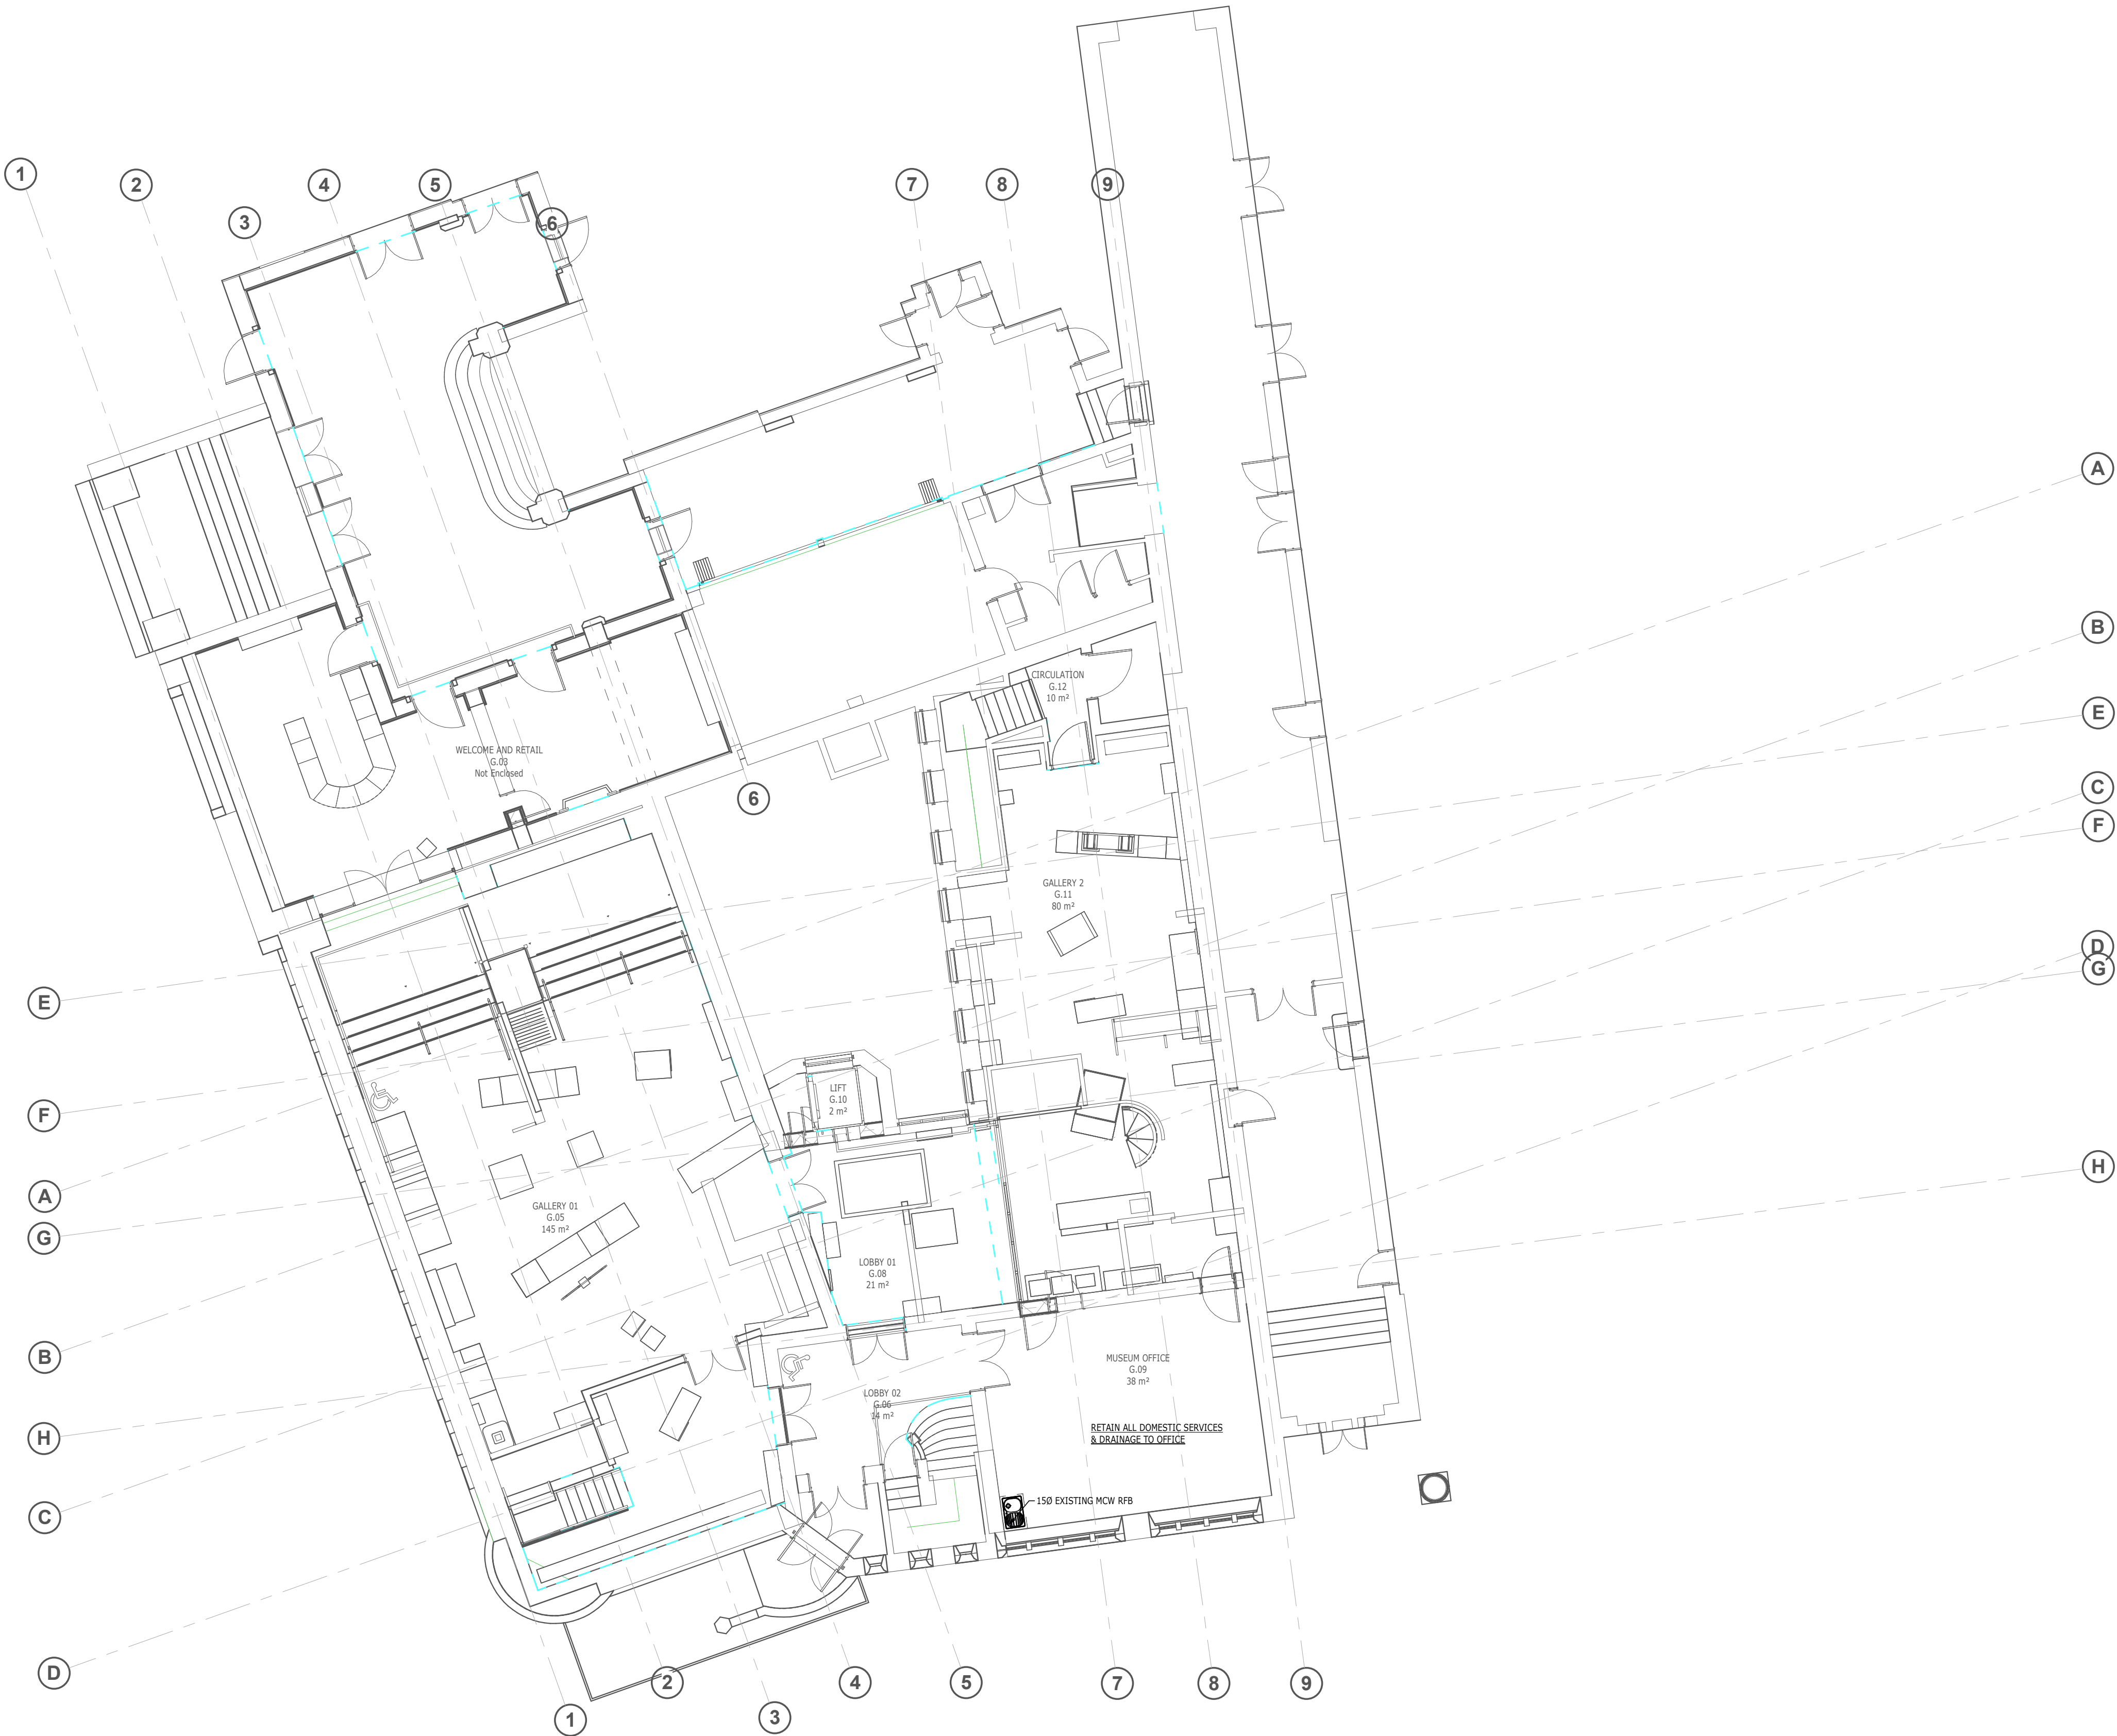 1
2
3
4
5
6
7
8
9
A
B
E
C
F
D
G
H
CIRCULATION
G.12
10 m²
WELCOME AND RETAIL
G.03
Not Enclosed
6
GALLERY 2
G.11
80 m²
E
LIFT
G.10
2 m²
F
A
G
GALLERY 01
G.05
145 m²
LOBBY 01
G.08
21 m²
B
MUSEUM OFFICE
G.09
38 m²
LOBBY 02
G.06
14 m²
H
RETAIN ALL DOMESTIC SERVICES
& DRAINAGE TO OFFICE
C
15Ø EXISTING MCW RFB
D
1
2
3
4
5
7
8
9